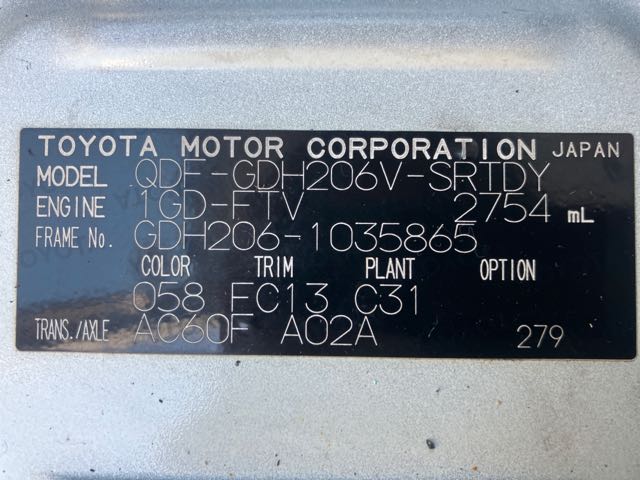 TOYOTA MOTOR CORPORATION JAPAN
MODEL QDF-GDH206V-SRTDY
ENGINE 1GD-FTV 2754 mL
FRAME No. GDH206-1035865
COLOR TRIM PLANT OPTION
058 FC13 C31
TRANS./AXLE AC60F A02A 279